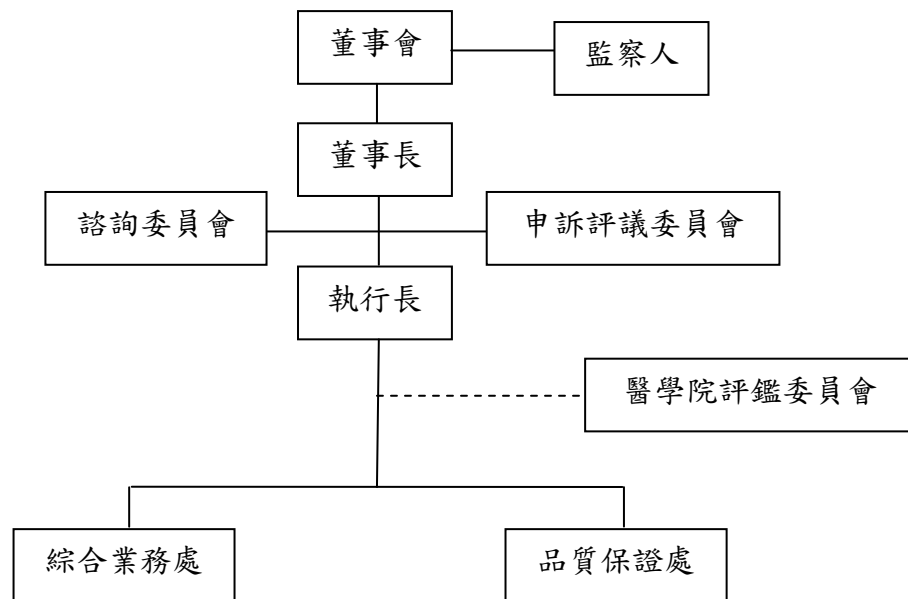 董事會
監察人
董事長
諮詢委員會
申訴評議委員會
執行長
醫學院評鑑委員會
綜合業務處
品質保證處